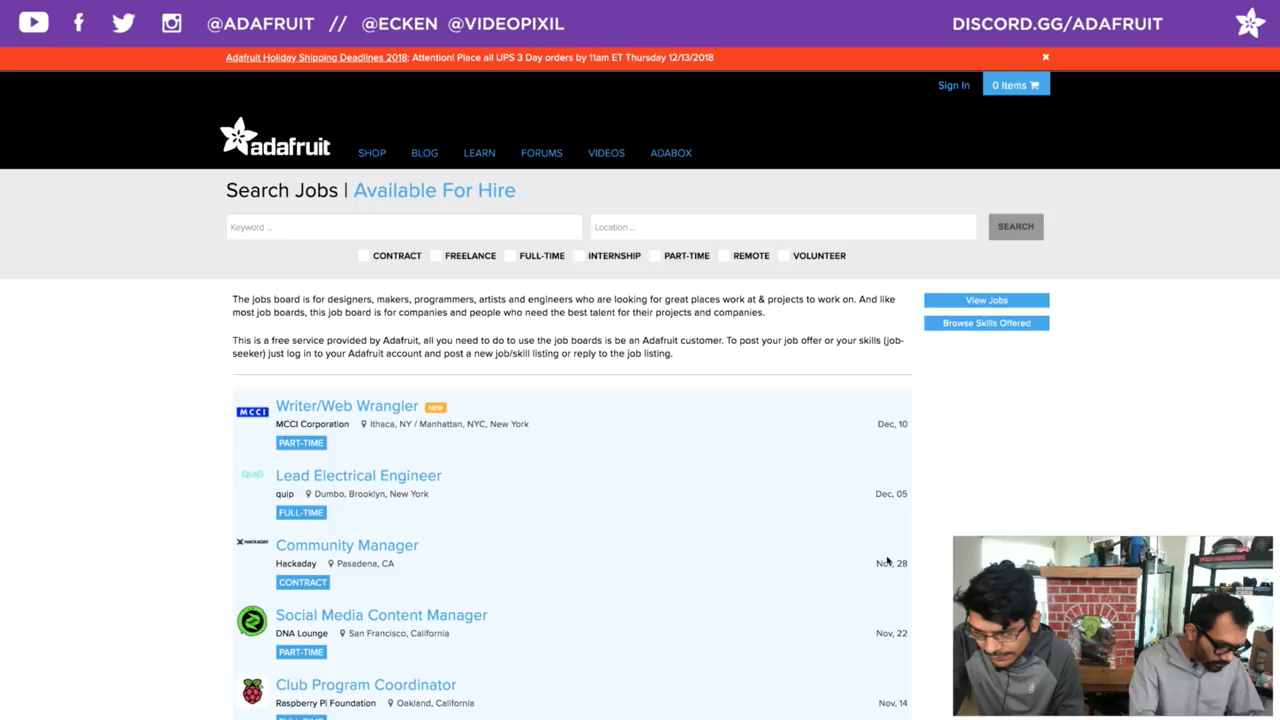 @ADAFRUIT // @ECKEN @VIDEOPIXIL
DISCORD.GG/ADAFRUIT
Adafruit Holiday Shipping Deadlines 2018: Attention! Place all UPS 3 Day orders by 11am ET Thursday 12/13/2018
Sign In
0 Items
adafruit
SHOP BLOG LEARN FORUMS VIDEOS ADABOX
Search Jobs | Available For Hire
Keyword ...
Location ...
SEARCH
CONTRACT FREELANCE FULL-TIME INTERNSHIP PART-TIME REMOTE VOLUNTEER
The jobs board is for designers, makers, programmers, artists and engineers who are looking for great places work at & projects to work on. And like
most job boards, this job board is for companies and people who need the best talent for their projects and companies.
This is a free service provided by Adafruit, all you need to do to use the job boards is be an Adafruit customer. To post your job offer or your skills (job-
seeker) just log in to your Adafruit account and post a new job/skill listing or reply to the job listing.
View Jobs
Browse Skills Offered
MCCI
Writer/Web Wrangler NEW
MCCI Corporation Ithaca, NY / Manhattan, NYC, New York
Dec, 10
PART-TIME
quip
Lead Electrical Engineer
quip Dumbo, Brooklyn, New York
Dec, 05
FULL-TIME
HACKADAY
Community Manager
Hackaday Pasadena, CA
Nov, 28
CONTRACT
Social Media Content Manager
DNA Lounge San Francisco, California
Nov, 22
PART-TIME
Club Program Coordinator
Raspberry Pi Foundation Oakland, California
Nov, 14
FULL-TIME